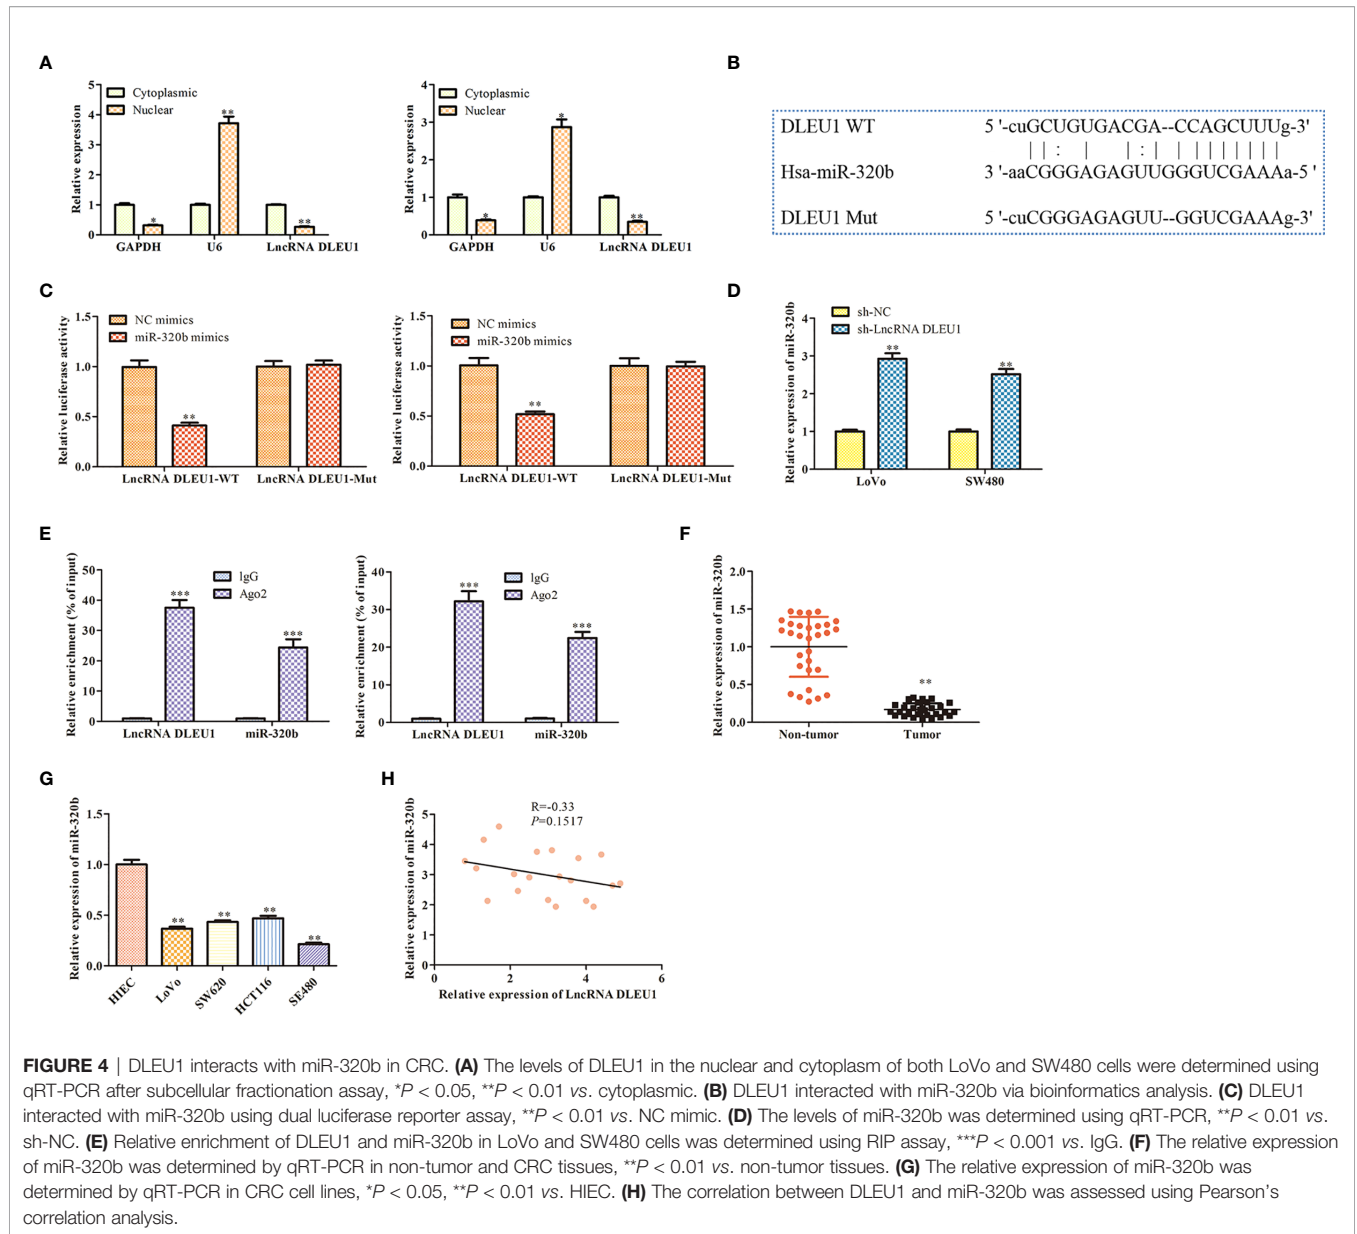 A
Relative expression
5
4
3
2
1
0
Cytoplasmic
Nuclear
*
**
**
GAPDH U6 LncRNA DLEU1
Relative expression
4
3
2
1
0
Cytoplasmic
Nuclear
*
*
**
GAPDH U6 LncRNA DLEU1
B
DLEU1 WT 5 '-cuGCUGUGACGA--CCAGCUUUg-3'
| | : | | : | | | | | | | | |
Hsa-miR-320b 3 '-aaCGGGAGAGUUGGGUCGAAAa-5 '
DLEU1 Mut 5 '-cuCGGGAGAGUU--GGUCGAAAg-3'
C
Relative luciferase activity
1.5
1.0
0.5
0.0
NC mimics
miR-320b mimics
**
LncRNA DLEU1-WT LncRNA DLEU1-Mut
Relative luciferase activity
1.5
1.0
0.5
0.0
NC mimics
miR-320b mimics
**
LncRNA DLEU1-WT LncRNA DLEU1-Mut
D
Relative expression of miR-320b
4
3
2
1
0
sh-NC
sh-LncRNA DLEU1
**
**
LoVo SW480
E
Relative enrichment (% of input)
50
40
30
20
10
0
IgG
Ago2
***
***
LncRNA DLEU1 miR-320b
Relative enrichment (% of input)
40
30
20
10
0
IgG
Ago2
***
***
LncRNA DLEU1 miR-320b
F
Relative expression of miR-320b
2.0
1.5
1.0
0.5
0.0
**
Non-tumor Tumor
G
Relative expression of miR-320b
1.5
1.0
0.5
0.0
**
**
**
**
HIEC LoVo SW620 HCT116 SE480
H
Relative expression of miR-320b
5
4
3
2
1
0
R=-0.33
P=0.1517
0 2 4 6
Relative expression of LncRNA DLEU1
FIGURE 4 | DLEU1 interacts with miR-320b in CRC. (A) The levels of DLEU1 in the nuclear and cytoplasm of both LoVo and SW480 cells were determined using
qRT-PCR after subcellular fractionation assay, *P < 0.05, **P < 0.01 vs. cytoplasmic. (B) DLEU1 interacted with miR-320b via bioinformatics analysis. (C) DLEU1
interacted with miR-320b using dual luciferase reporter assay, **P < 0.01 vs. NC mimic. (D) The levels of miR-320b was determined using qRT-PCR, **P < 0.01 vs.
sh-NC. (E) Relative enrichment of DLEU1 and miR-320b in LoVo and SW480 cells was determined using RIP assay, ***P < 0.001 vs. IgG. (F) The relative expression
of miR-320b was determined by qRT-PCR in non-tumor and CRC tissues, **P < 0.01 vs. non-tumor tissues. (G) The relative expression of miR-320b was
determined by qRT-PCR in CRC cell lines, *P < 0.05, **P < 0.01 vs. HIEC. (H) The correlation between DLEU1 and miR-320b was assessed using Pearson's
correlation analysis.